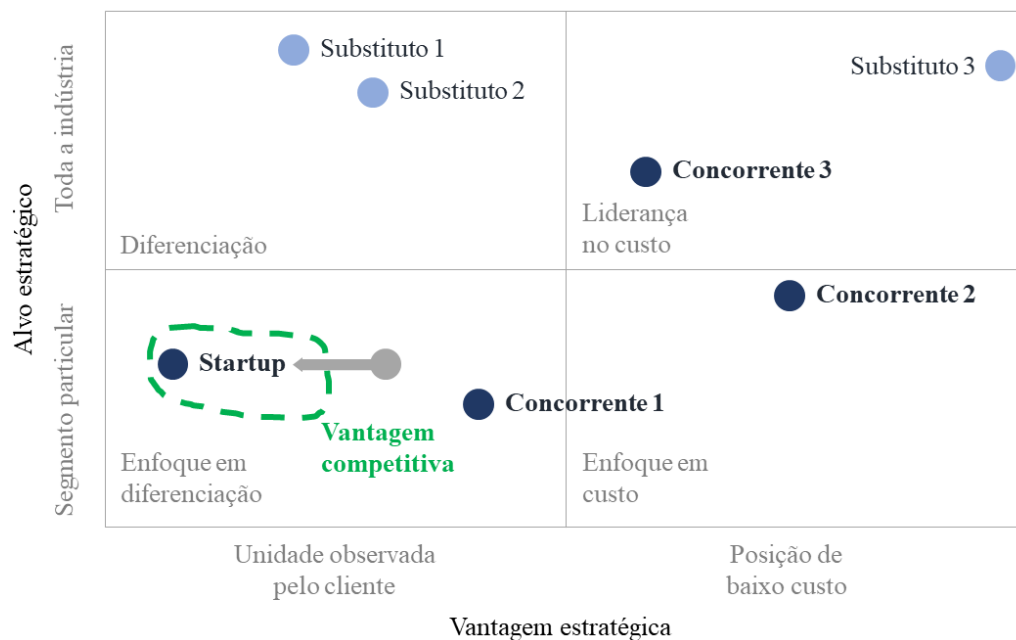 Substituto 1
Substituto 2
Substituto 3
Concorrente 3
Diferenciação
Liderança
no custo
Concorrente 2
Startup
Concorrente 1
Vantagem
competitiva
Enfoque em
diferenciação
Enfoque em
custo
Alvo estratégico
Toda a indústria
Segmento particular
Unidade observada
pelo cliente
Posição de
baixo custo
Vantagem estratégica